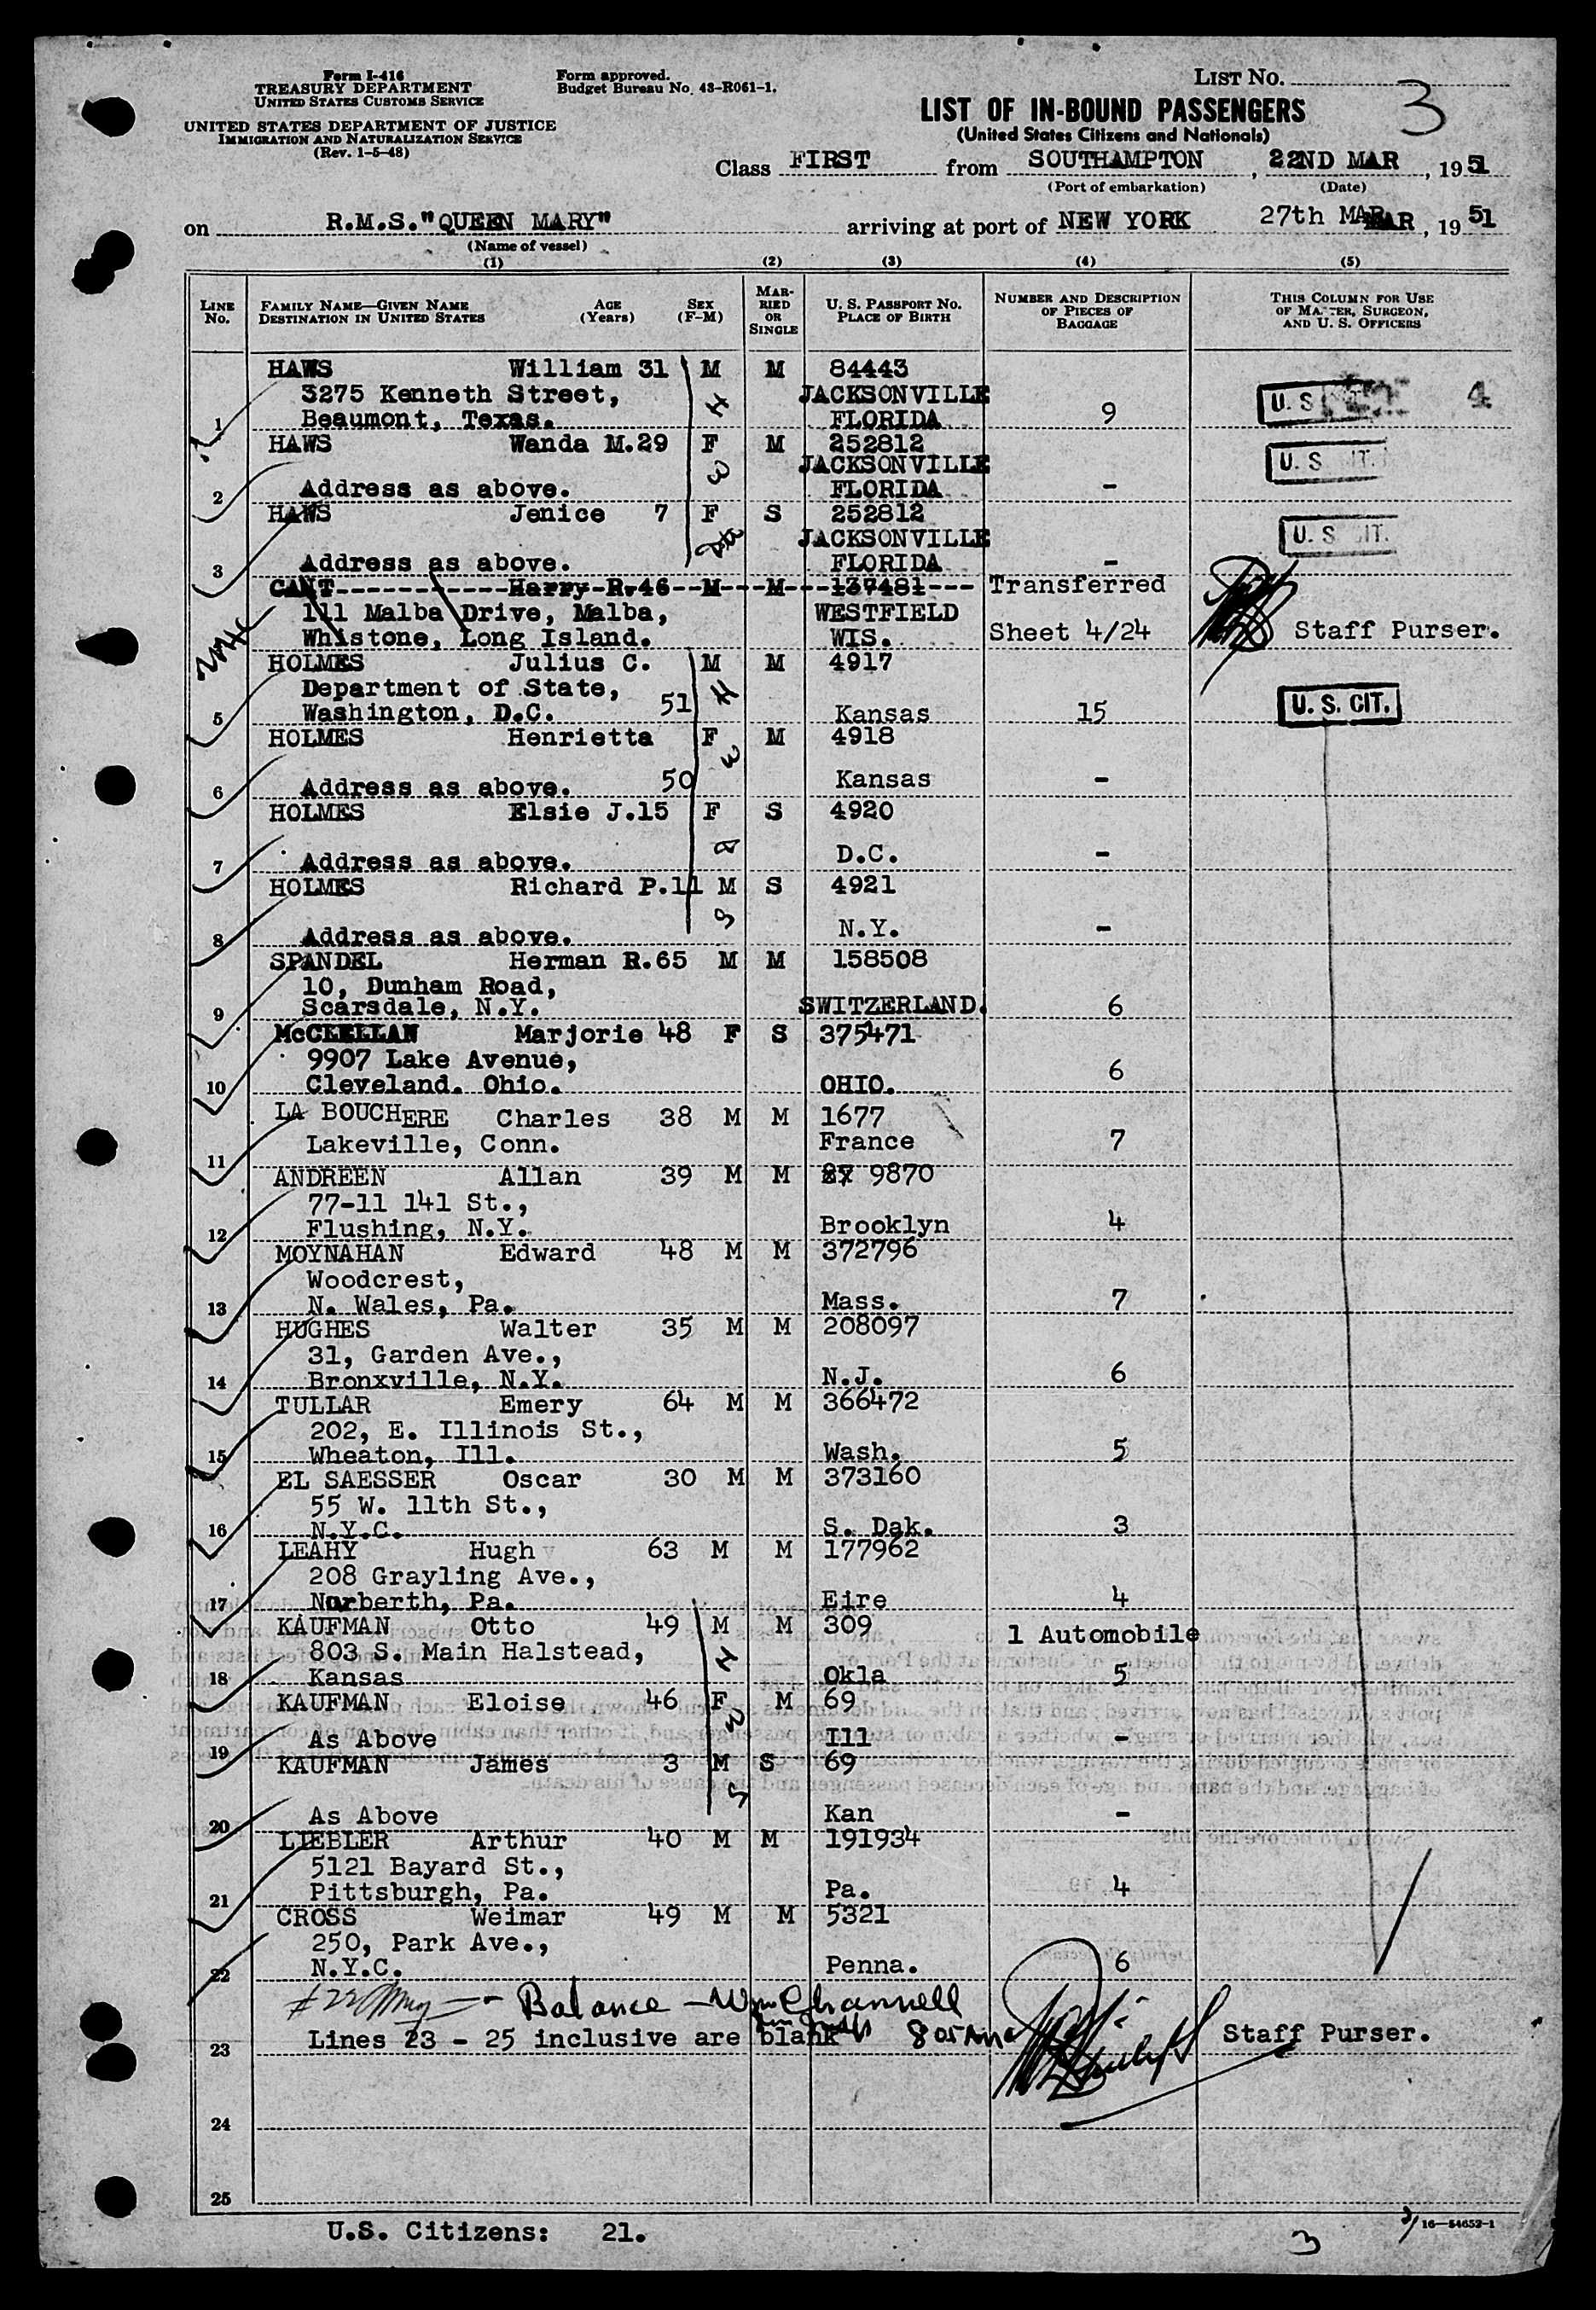 Form I-416
TREASURY DEPARTMENT
UNITED STATES CUSTOMS SERVICE
UNITED STATES DEPARTMENT OF JUSTICE
IMMIGRATION AND NATURALIZATION SERVICE
(Rev. 1-5-48)
Form approved.
Budget Bureau No. 43-R061-1.
LIST NO. 3
LIST OF IN-BOUND PASSENGERS
(United States Citizens and Nationals)
Class FIRST from SOUTHAMPTON, 22ND MAR, 1951
(Port of embarkation) (Date)
on R.M.S."QUEEN MARY" arriving at port of NEW YORK 27th MAR, 1951
(Name of vessel)
(1) (2) (3) (4) (5)
LINE NO. FAMILY NAME—GIVEN NAME DESTINATION IN UNITED STATES AGE (Years) SEX (F-M) MARRIED OR SINGLE U. S. PASSPORT NO. PLACE OF BIRTH NUMBER AND DESCRIPTION OF PIECES OF BAGGAGE THIS COLUMN FOR USE OF MASTER, SURGEON, AND U. S. OFFICERS
HAWS William 31 M M 84443
3275 Kenneth Street, JACKSONVILLE U. S 4
1 Beaumont, Texas. H FLORIDA 9
HAWS Wanda M.29 F M 252812
W JACKSONVILLE U. S IT.
2 Address as above. FLORIDA -
HAWS Jenice 7 F S 252812
JACKSONVILLE U. S IT.
3 Address as above. FLORIDA -
CANT------------Harry R.46--M---M---137481--- Transferred
111 Malba Drive, Malba, WESTFIELD
Whistone, Long Island. WIS. Sheet 4/24 Staff Purser.
HOLMES Julius C. M M 4917
Department of State, 51 H
5 Washington, D.C. Kansas 15 U. S. CIT.
HOLMES Henrietta F M 4918
W
6 Address as above. 50 Kansas -
HOLMES Elsie J.15 F S 4920
7 Address as above. D D.C. -
HOLMES Richard P.11 M S 4921
8 Address as above. S N.Y. -
SPANDEL Herman R.65 M M 158508
10, Dunham Road,
9 Scarsdale, N.Y. SWITZERLAND. 6
McCLELLAN Marjorie 48 F S 375471
9907 Lake Avenue,
10 Cleveland. Ohio. OHIO. 6
LA BOUCHERE Charles 38 M M 1677
11 Lakeville, Conn. France 7
ANDREEN Allan 39 M M 9870
77-11 141 St.,
12 Flushing, N.Y. Brooklyn 4
MOYNAHAN Edward 48 M M 372796
Woodcrest,
13 N. Wales, Pa. Mass. 7
HUGHES Walter 35 M M 208097
31, Garden Ave.,
14 Bronxville, N.Y. N.J. 6
TULLAR Emery 64 M M 366472
202, E. Illinois St.,
15 Wheaton, Ill. Wash. 5
EL SAESSER Oscar 30 M M 373160
55 W. 11th St.,
16 N.Y.C. S. Dak. 3
LEAHY Hugh 63 M M 177962
208 Grayling Ave.,
17 Narberth, Pa. Eire 4
KAUFMAN Otto 49 M M 309 1 Automobile
803 S. Main Halstead, H
18 Kansas Okla 5
KAUFMAN Eloise 46 F M 69
19 As Above W Ill -
KAUFMAN James 3 M S 69
S
20 As Above Kan -
LIEBLER Arthur 40 M M 191934
5121 Bayard St.,
21 Pittsburgh, Pa. Pa. 4
CROSS Weimar 49 M M 5321
250, Park Ave.,
22 N.Y.C. Penna. 6
Balance - Wm Channell
23 Lines 23 - 25 inclusive are blank Staff Purser.
24
25
U.S. Citizens: 21. 3
16—54652-1